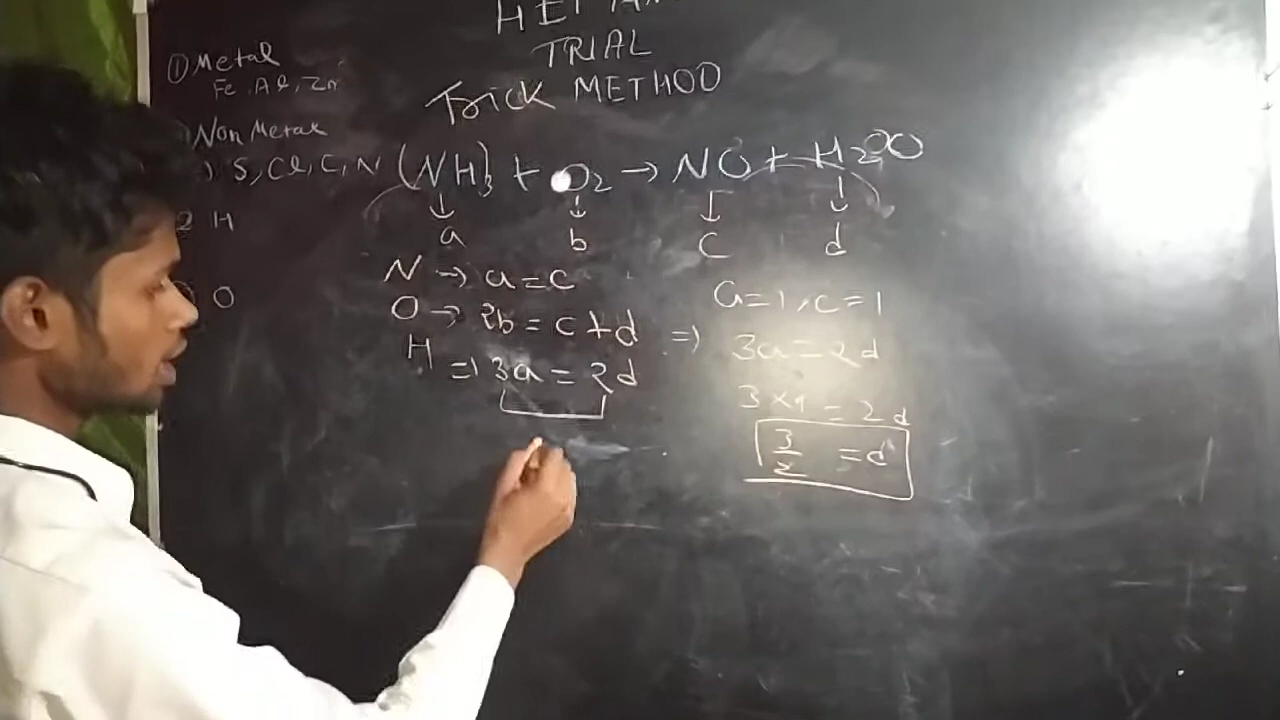 TRIAL
Trick METHOD
① Metal
Fe, Al, Zn
Non Metal
S, Cl, C, N
2 H
O
(NH3 + O2 → NO + H2O
↓ ↓ ↓ ↓
a b c d
N → a = c
O → 2b = c + d
H => 3a = 2d
=>
a = 1, c = 1
3a = 2d
3 × 1 = 2d
3/2 = d